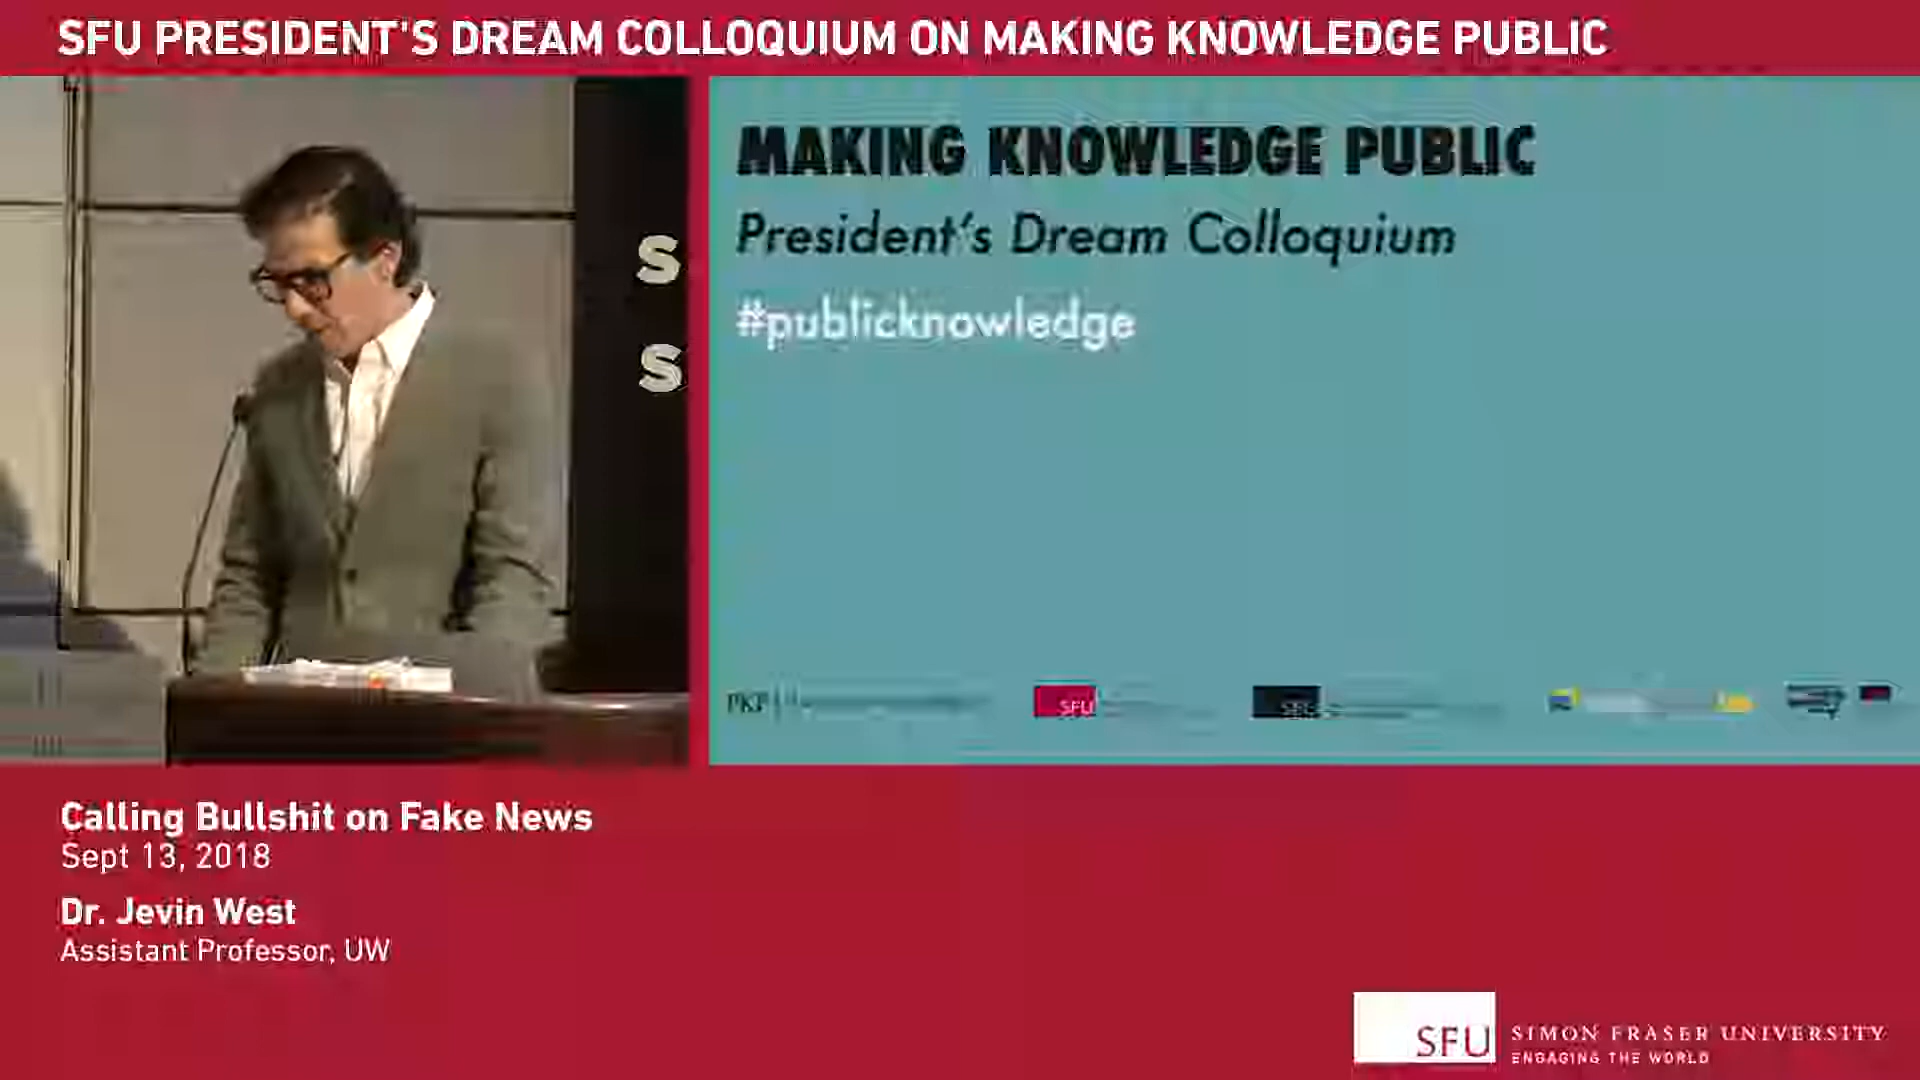 SFU PRESIDENT'S DREAM COLLOQUIUM ON MAKING KNOWLEDGE PUBLIC
S
S
MAKING KNOWLEDGE PUBLIC
President's Dream Colloquium
#publicknowledge
PKP
SFU
Calling Bullshit on Fake News
Sept 13, 2018
Dr. Jevin West
Assistant Professor, UW
SFU
SIMON FRASER UNIVERSITY
ENGAGING THE WORLD